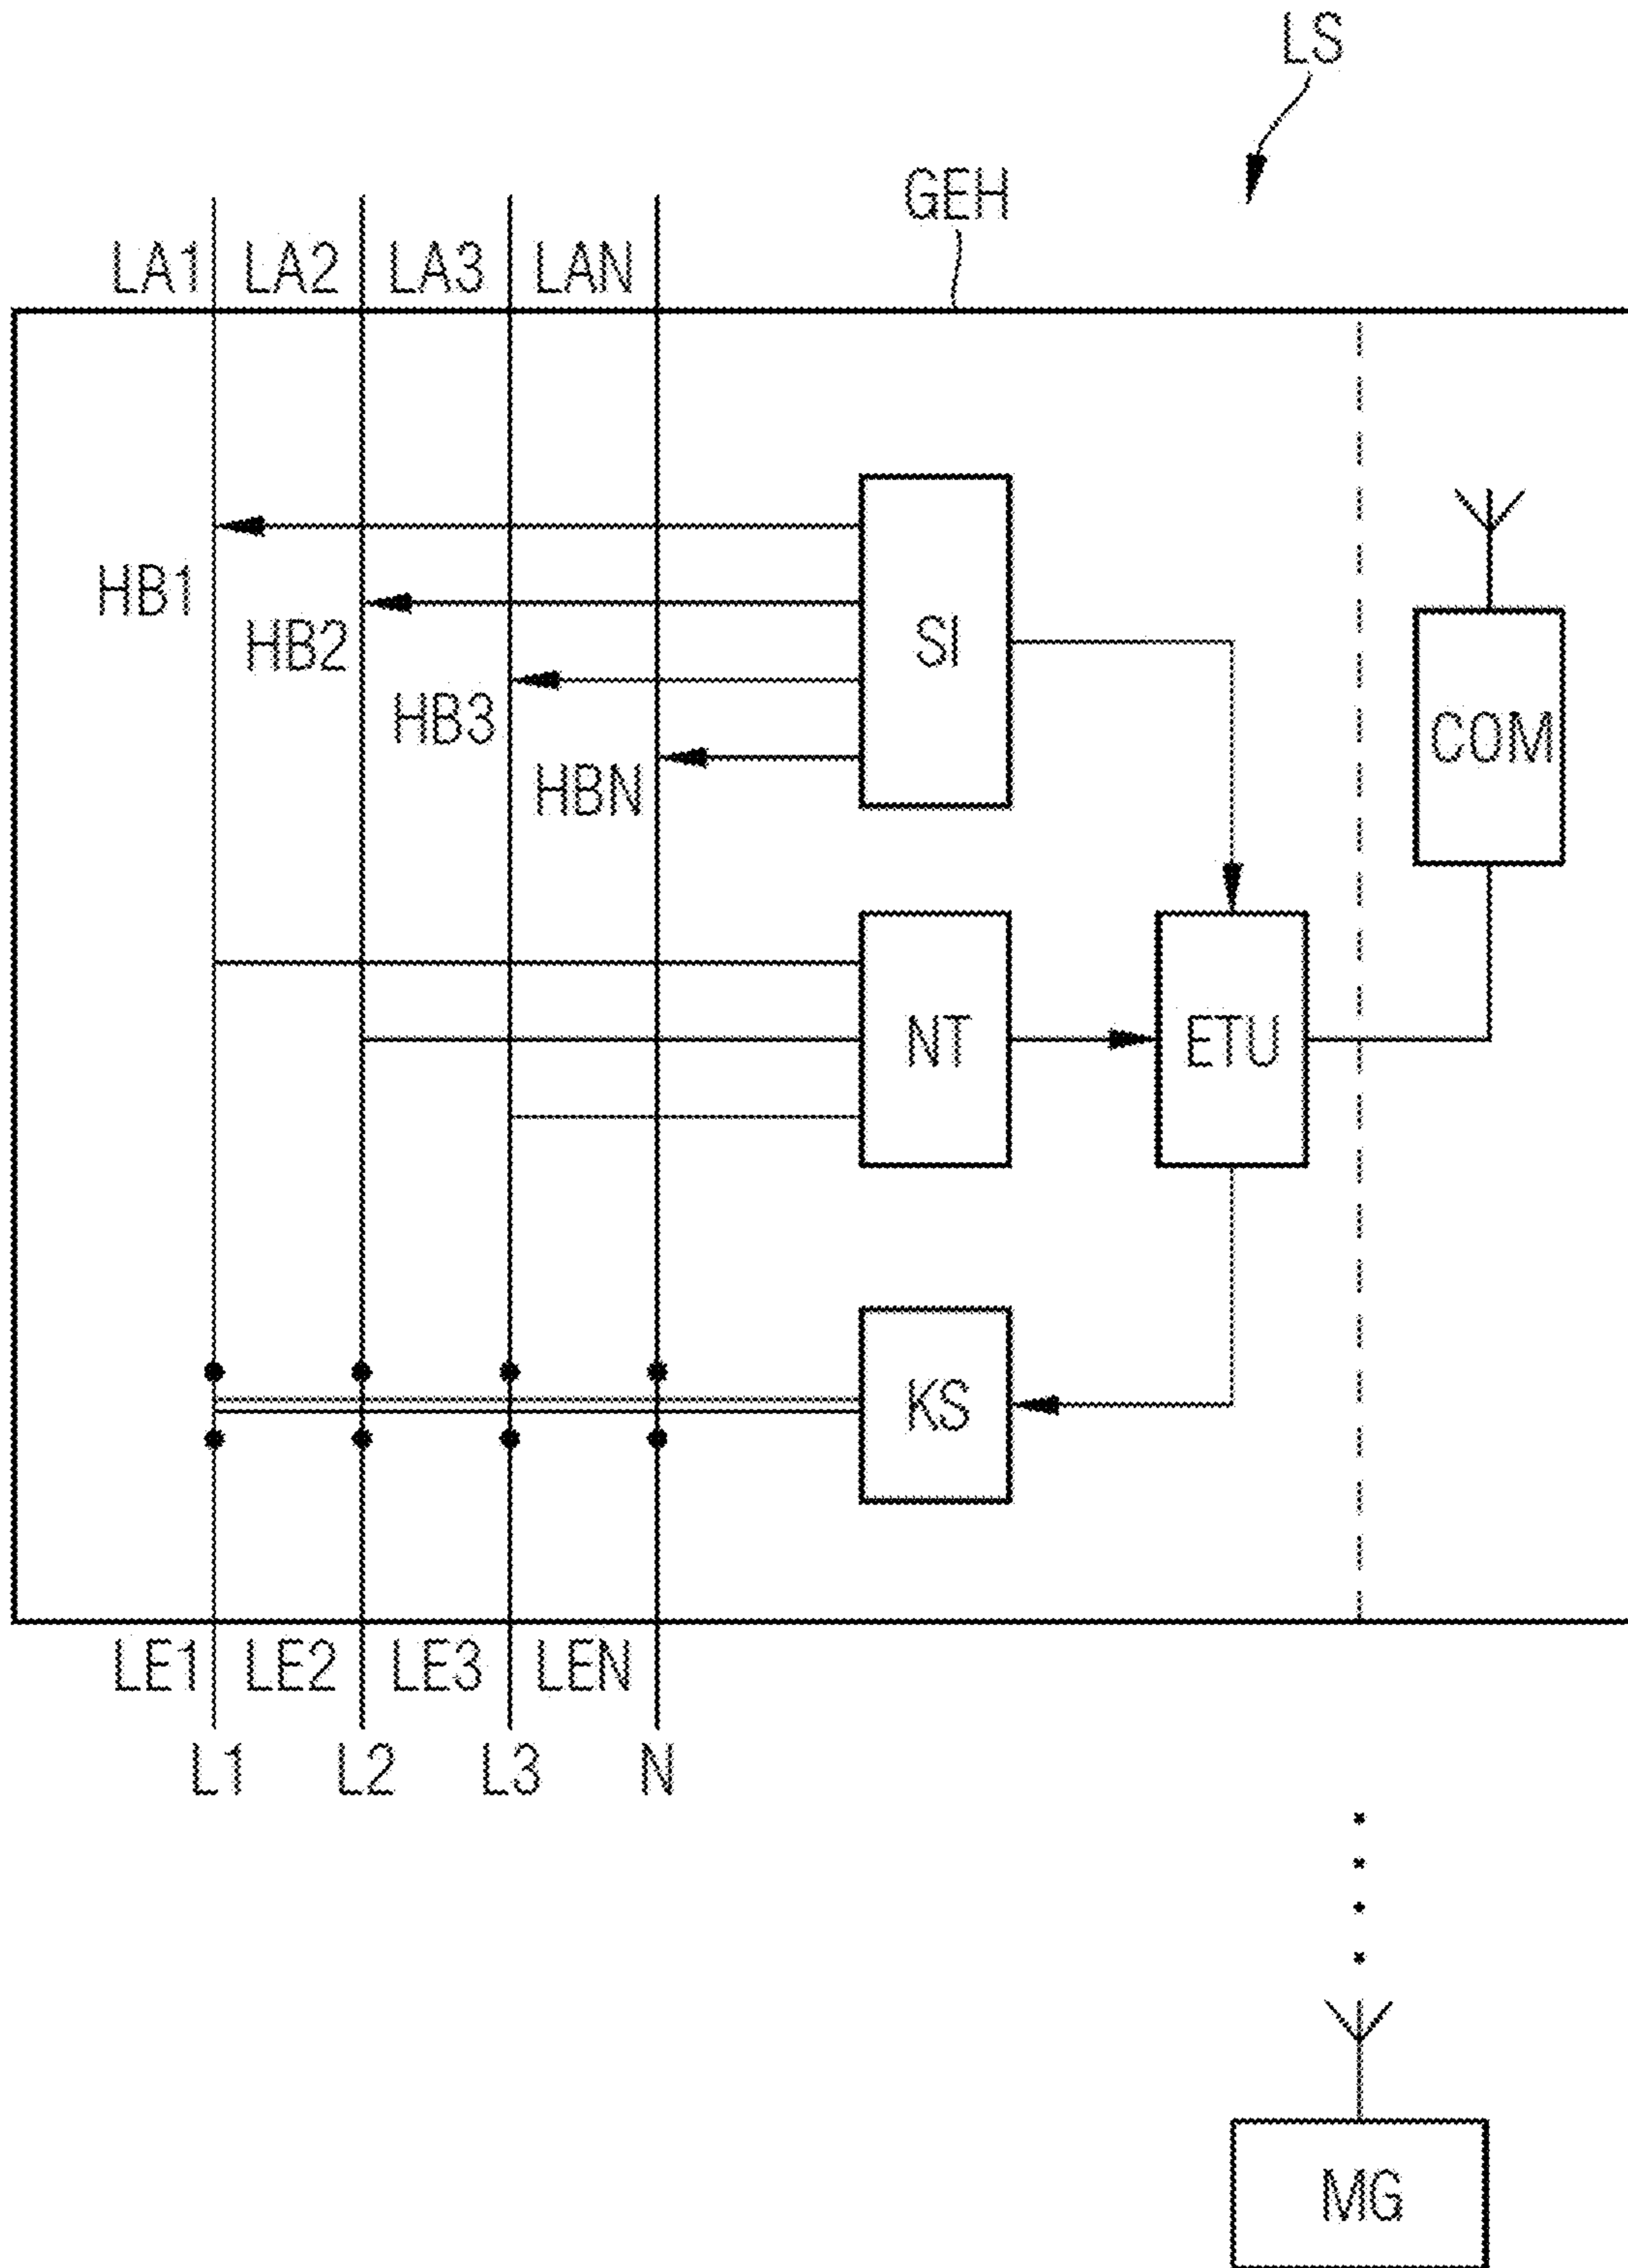 LS
GEH
LA1 LA2 LA3 LAN
HB1
HB2
HB3
HBN
SI
COM
NT
ETU
KS
LE1 LE2 LE3 LEN
L1 L2 L3 N
MG